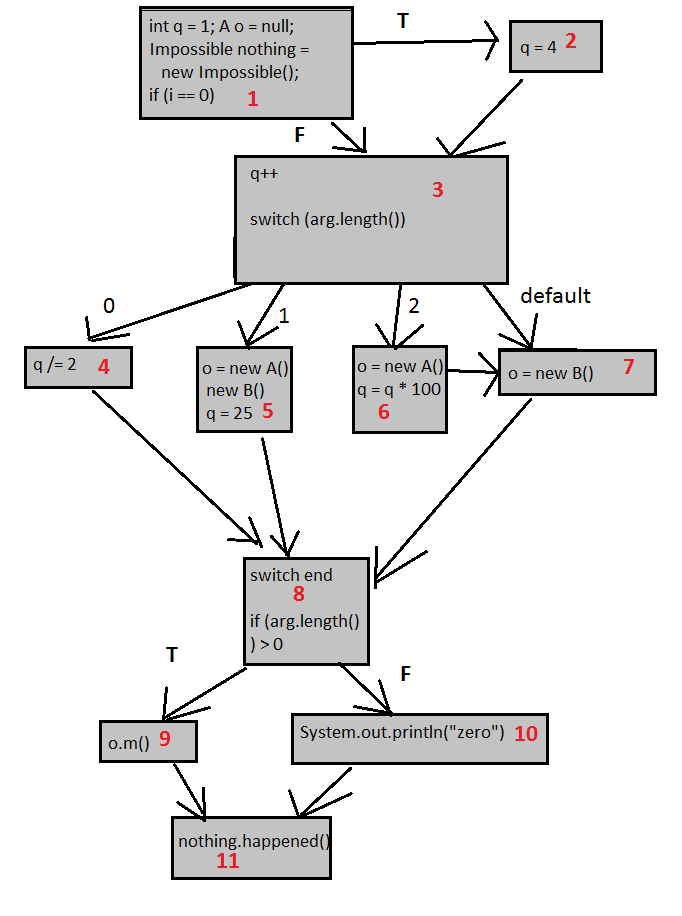 int q = 1; A o = null;
Impossible nothing =
new Impossible();
if (i == 0) 1
T
q = 4 2
F
q++
3
switch (arg.length())
0
1
2
default
q /= 2 4
o = new A()
new B()
q = 25 5
o = new A()
q = q * 100
6
o = new B() 7
switch end
8
if (arg.length()
) > 0
T
F
o.m() 9
System.out.println("zero") 10
nothing.happened()
11